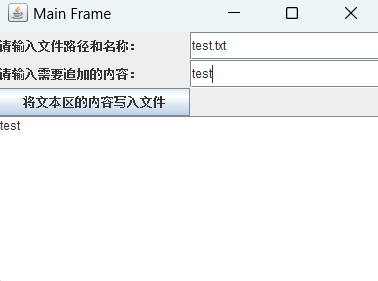 Main Frame
请输入文件路径和名称:
test.txt
请输入需要追加的内容:
test
将文本区的内容写入文件
test